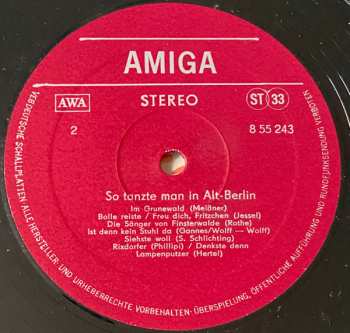 AMIGA
AWA
STEREO
ST 33
2
8 55 243
So tanzte man in Alt-Berlin
Im Grunewald (Meißner)
Bolle reiste / Freu dich, Fritzchen (Jessel)
Die Sänger von Finsterwalde (Rothe)
Ist denn kein Stuhl da (Gannes/Wolff — Wolff)
Siehste woll (S. Schlichting)
Rixdorfer (Phillipi) / Denkste denn
Lampenputzer (Hertel)
VEB DEUTSCHE SCHALLPLATTEN · ALLE HERSTELLER- UND URHEBERRECHTE VORBEHALTEN · ÜBERSPIELUNG, ÖFFENTLICHE AUFFÜHRUNG UND RUNDFUNKSENDUNG VERBOTEN